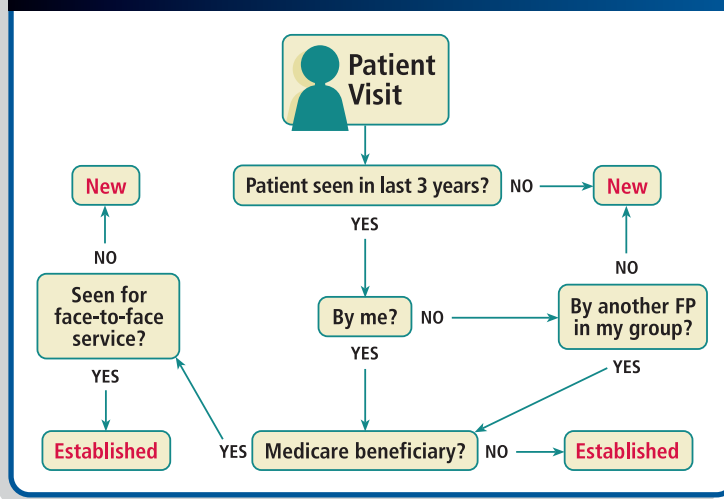 Patient
Visit
New
Patient seen in last 3 years?
NO
New
YES
NO
NO
Seen for
face-to-face
service?
By me?
NO
By another FP
in my group?
YES
YES
YES
Established
YES
Medicare beneficiary?
NO
Established